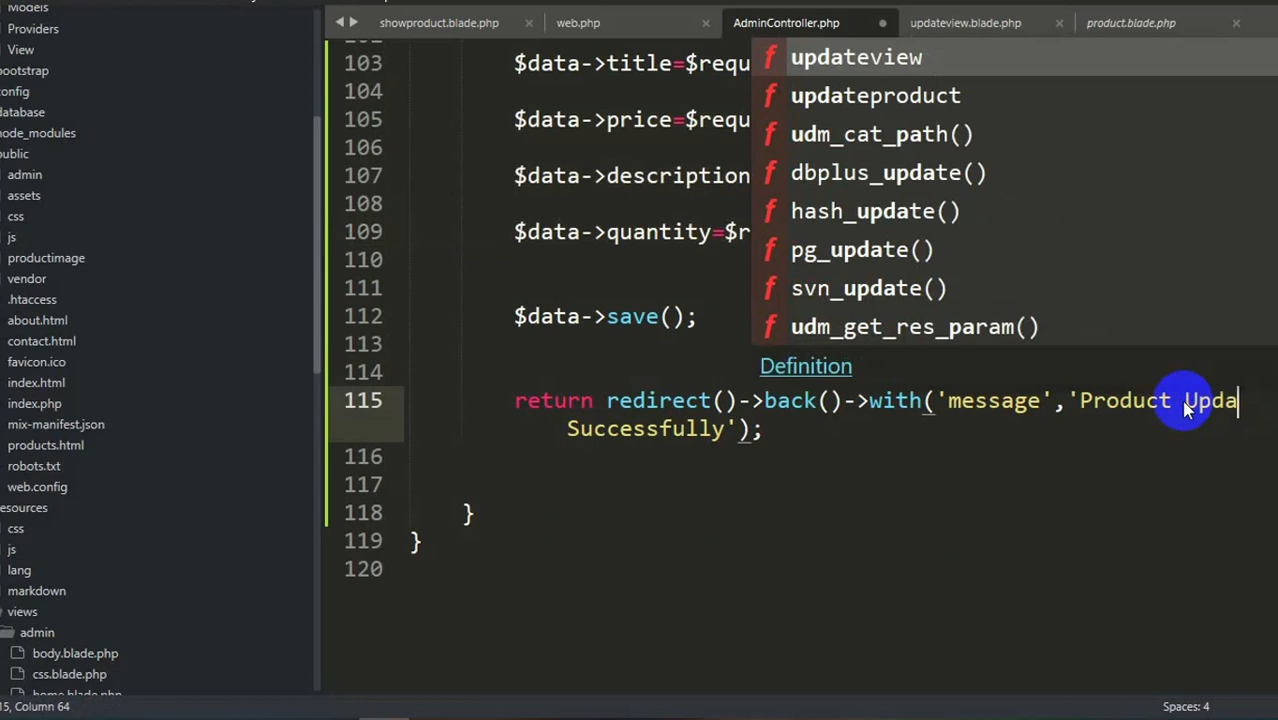 Models
Providers
View
bootstrap
config
database
node_modules
public
admin
assets
css
js
productimage
vendor
.htaccess
about.html
contact.html
favicon.ico
index.html
index.php
mix-manifest.json
products.html
robots.txt
web.config
resources
css
js
lang
markdown
views
admin
body.blade.php
css.blade.php
home.blade.php
showproduct.blade.php
web.php
AdminController.php
updateview.blade.php
product.blade.php
102
103 $data->title=$requ
104
105 $data->price=$requ
106
107 $data->description
108
109 $data->quantity=$r
110
111
112 $data->save();
113
114
115 return redirect()->back()->with('message','Product Upda
Successfully');
116
117
118 }
119 }
120
f updateview
f updateproduct
f udm_cat_path()
f dbplus_update()
f hash_update()
f pg_update()
f svn_update()
f udm_get_res_param()
Definition
15, Column 64
Spaces: 4